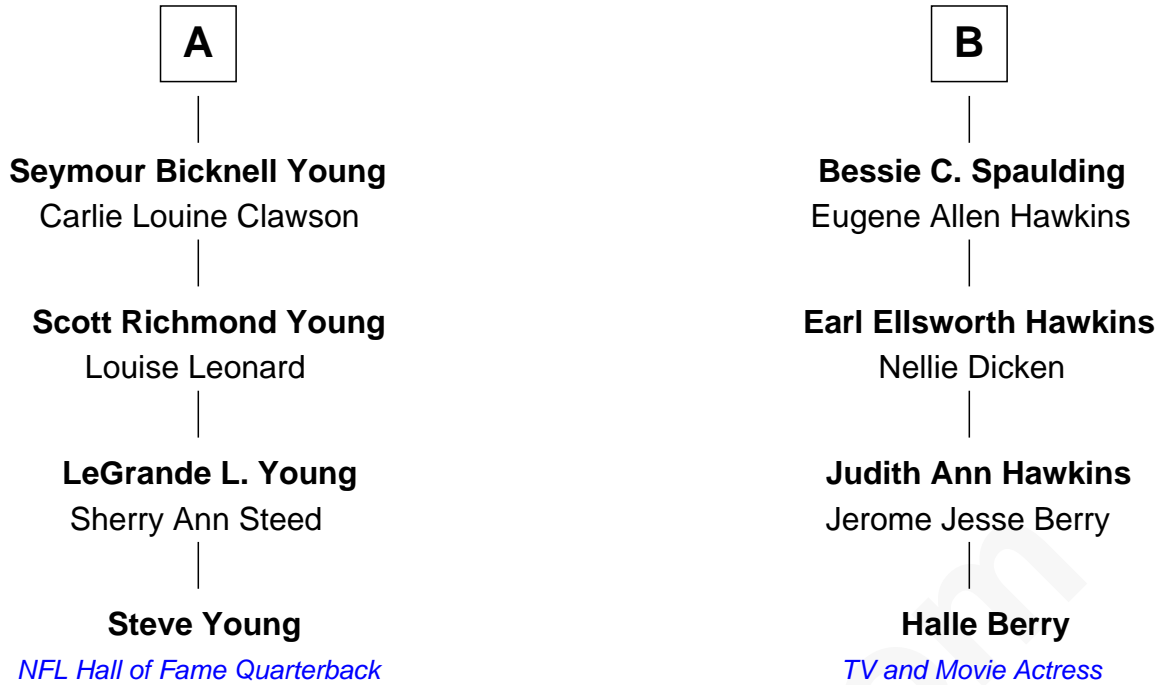 A
B
Seymour Bicknell Young
Carlie Louine Clawson
Bessie C. Spaulding
Eugene Allen Hawkins
Scott Richmond Young
Louise Leonard
Earl Ellsworth Hawkins
Nellie Dicken
LeGrande L. Young
Sherry Ann Steed
Judith Ann Hawkins
Jerome Jesse Berry
Steve Young
NFL Hall of Fame Quarterback
Halle Berry
TV and Movie Actress